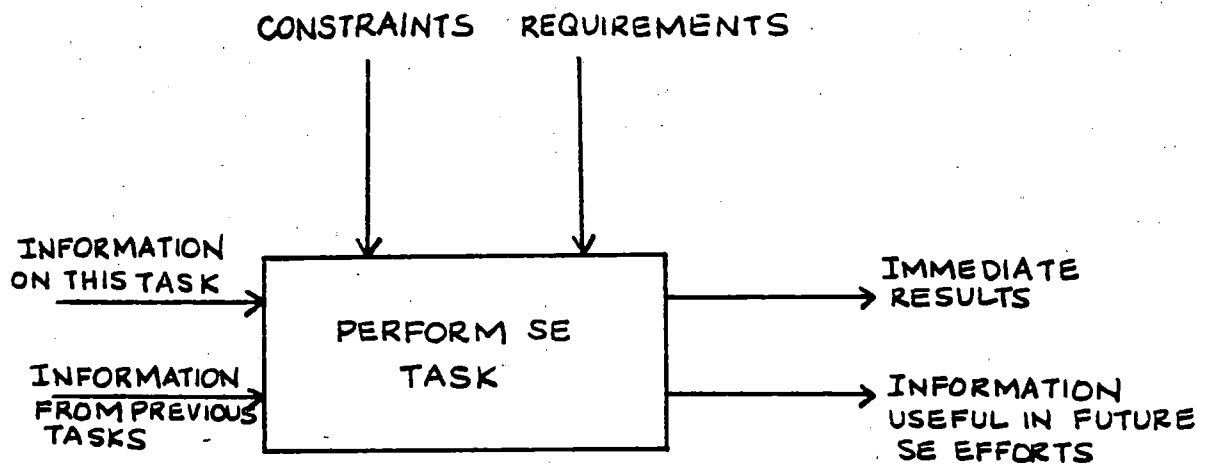 CONSTRAINTS REQUIREMENTS
INFORMATION
ON THIS TASK
PERFORM SE
TASK
IMMEDIATE
RESULTS
INFORMATION
FROM PREVIOUS
TASKS
INFORMATION
USEFUL IN FUTURE
SE EFFORTS